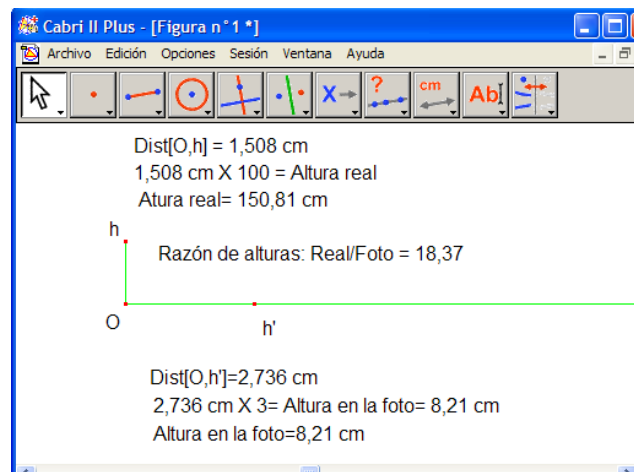 Cabri II Plus - [Figura n°1 *]
Archivo Edición Opciones Sesión Ventana Ayuda
X ? cm Ab
Dist[O,h] = 1,508 cm
1,508 cm X 100 = Altura real
Atura real= 150,81 cm
h
Razón de alturas: Real/Foto = 18,37
O
h'
Dist[O,h']=2,736 cm
2,736 cm X 3= Altura en la foto= 8,21 cm
Altura en la foto=8,21 cm